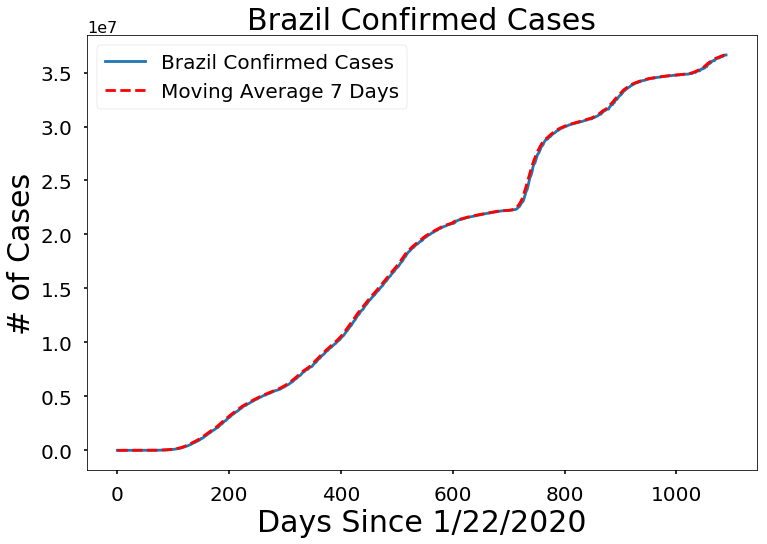 Brazil Confirmed Cases
1e7
Brazil Confirmed Cases
Moving Average 7 Days
# of Cases
3.5
3.0
2.5
2.0
1.5
1.0
0.5
0.0
0 200 400 600 800 1000
Days Since 1/22/2020